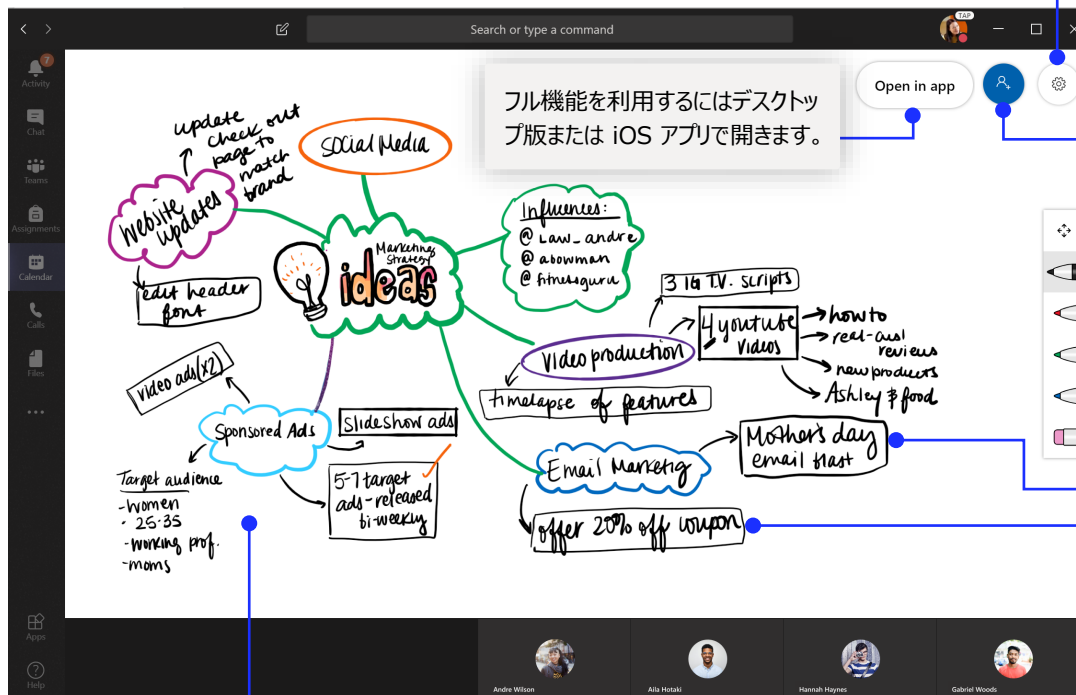 Search or type a command
TAP
7
Activity
Chat
Teams
Assignments
Calendar
Calls
Files
Apps
Help
フル機能を利用するにはデスクトッ
プ版または iOS アプリで開きます。
Open in app
update
check out
page to
match
brand
Social Media
Website
updates
edit header
font
Marketing
Strategy
ideas
Influences:
@ Law_andre
@ abowman
@ fitnessguru
3 IG T.V. scripts
4 youtube
videos
how to
real-cust
reviews
new products
Ashley & food
Video production
timelapse of features
video ads (x2)
Sponsored Ads
Slideshow ads
Target audience
-Women
- 25-35
-working prof.
-moms
5-7 target
ads-released
bi-weekly
Email Marketig
Mother's day
email blast
offer 20% off coupon
Andre Wilson
Aila Hotaki
Hannah Haynes
Gabriel Woods